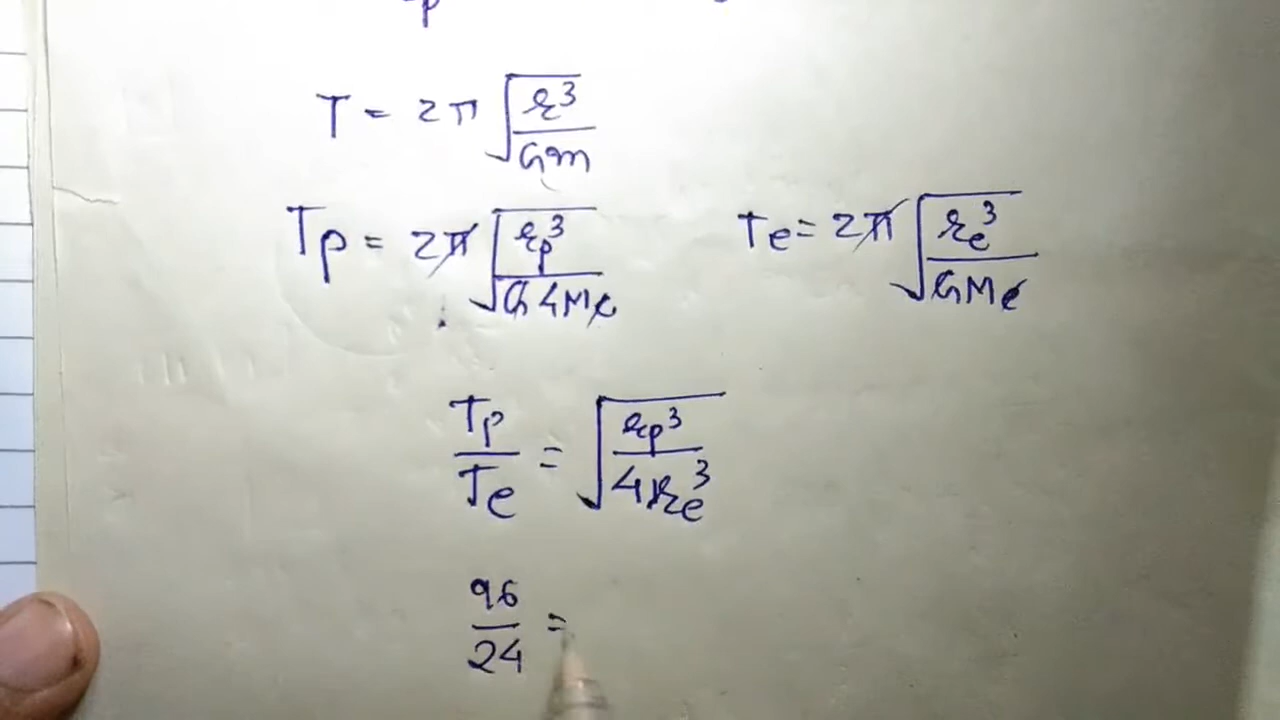 p
T = 2π √(r³/GM)
Tp = 2π √(rp³/G4Me) Te = 2π √(re³/GMe)
Tp/Te = √(rp³/4re³)
96/24 =